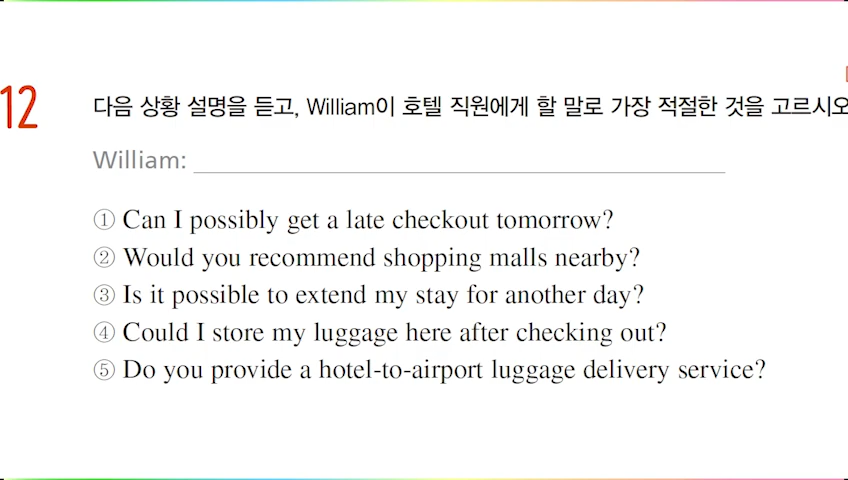 12
다음 상황 설명을 듣고, William이 호텔 직원에게 할 말로 가장 적절한 것을 고르시오
William:
① Can I possibly get a late checkout tomorrow?
② Would you recommend shopping malls nearby?
③ Is it possible to extend my stay for another day?
④ Could I store my luggage here after checking out?
⑤ Do you provide a hotel-to-airport luggage delivery service?